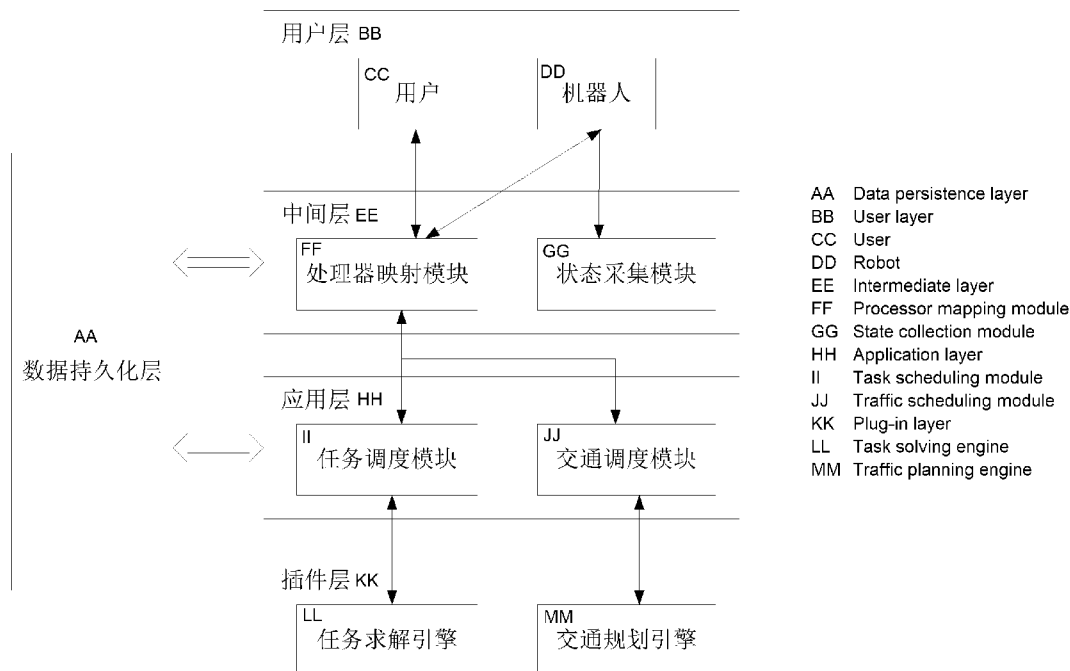 用户层 BB
CC
用户
DD
机器人
中间层 EE
FF
处理器映射模块
GG
状态采集模块
AA
数据持久化层
应用层 HH
II
任务调度模块
JJ
交通调度模块
插件层 KK
LL
任务求解引擎
MM
交通规划引擎
AA Data persistence layer
BB User layer
CC User
DD Robot
EE Intermediate layer
FF Processor mapping module
GG State collection module
HH Application layer
II Task scheduling module
JJ Traffic scheduling module
KK Plug-in layer
LL Task solving engine
MM Traffic planning engine